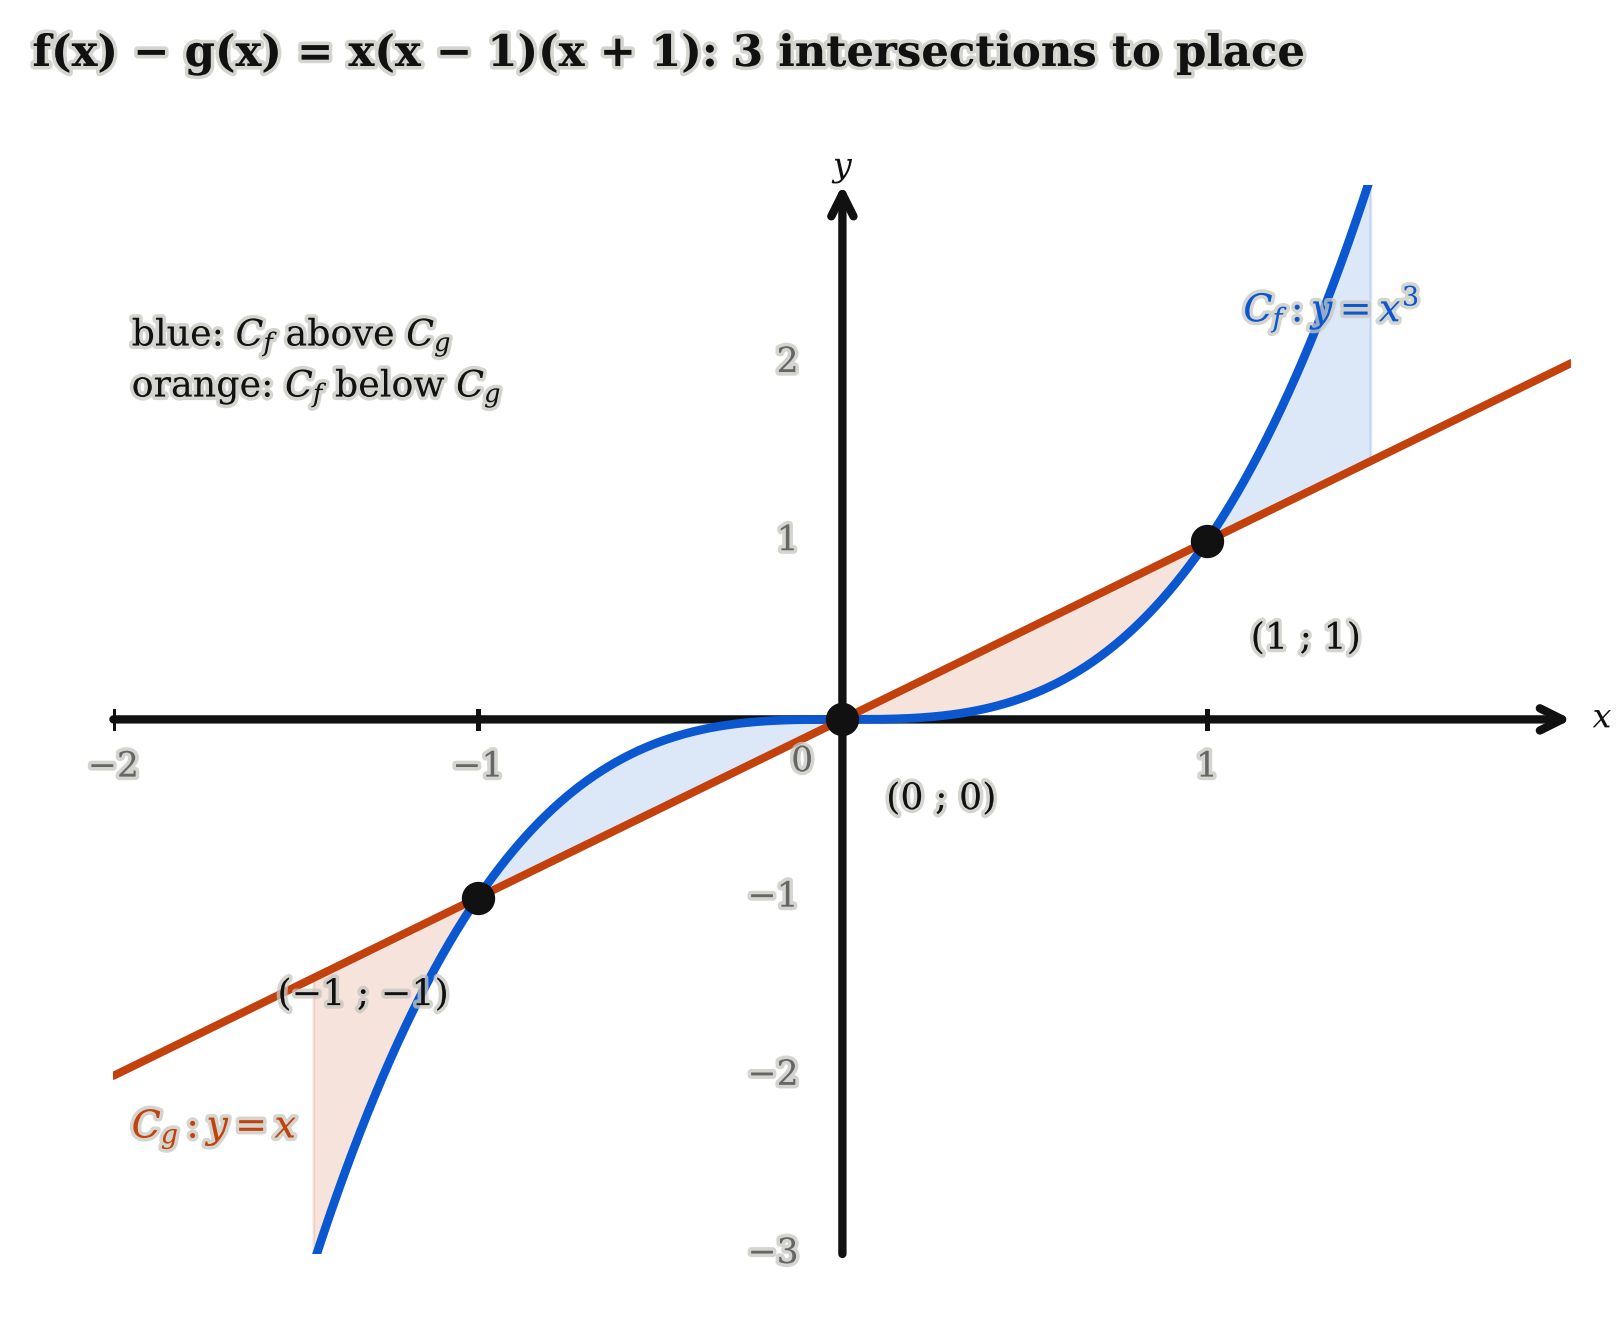 f(x) − g(x) = x(x − 1)(x + 1): 3 intersections to place
y
C_f : y = x³
blue: C_f above C_g
orange: C_f below C_g
2
1
(1 ; 1)
x
−2
−1
0
1
(0 ; 0)
−1
(−1 ; −1)
−2
C_g : y = x
−3